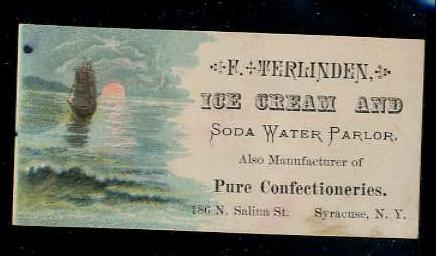 F. TERLINDEN,
ICE CREAM AND
SODA WATER PARLOR.
Also Manufacturer of
Pure Confectioneries.
186 N. Salina St. Syracuse, N. Y.